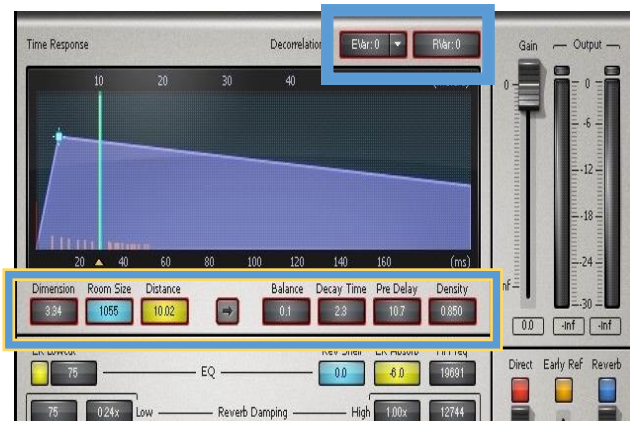 Time Response Decorrelation EVar: 0 RVar: 0 Gain Output
10 20 30 40
0 0
-6
-12
-18
20 40 60 80 100 120 140 160 (ms) -24
Dimension Room Size Distance Balance Decay Time Pre Delay Density
3.34 1055 10.02 0.1 2.3 10.7 0.850
-30
0.0 -Inf -Inf
75 EQ 0.0 -6.0 19691
Direct Early Ref Reverb
75 0.24x Low Reverb Damping High 1.00x 12744